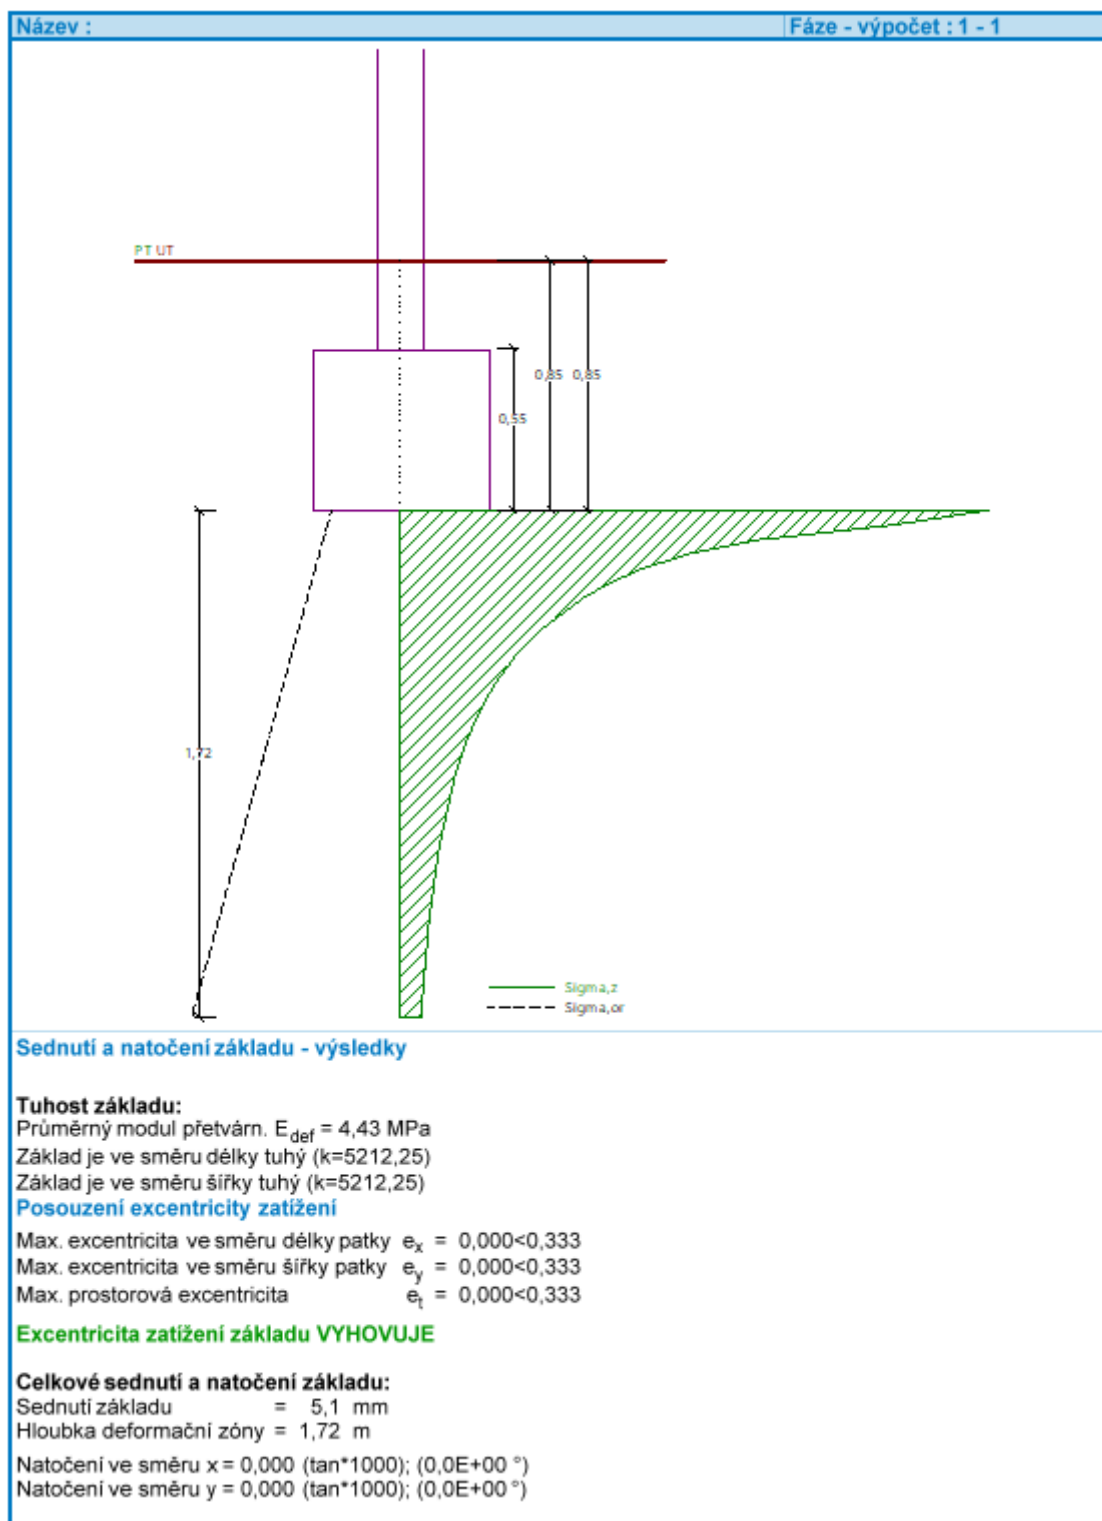 Název :
Fáze - výpočet : 1 - 1
PT UT
0,85 0,85
0,55
1,72
Sigma,z
Sigma,or
Sednutí a natočení základu - výsledky
Tuhost základu:
Průměrný modul přetvárn. Edef = 4,43 MPa
Základ je ve směru délky tuhý (k=5212,25)
Základ je ve směru šířky tuhý (k=5212,25)
Posouzení excentricity zatížení
Max. excentricita ve směru délky patky ex = 0,000<0,333
Max. excentricita ve směru šířky patky ey = 0,000<0,333
Max. prostorová excentricita et = 0,000<0,333
Excentricita zatížení základu VYHOVUJE
Celkové sednutí a natočení základu:
Sednutí základu = 5,1 mm
Hloubka deformační zóny = 1,72 m
Natočení ve směru x = 0,000 (tan*1000); (0,0E+00 °)
Natočení ve směru y = 0,000 (tan*1000); (0,0E+00 °)